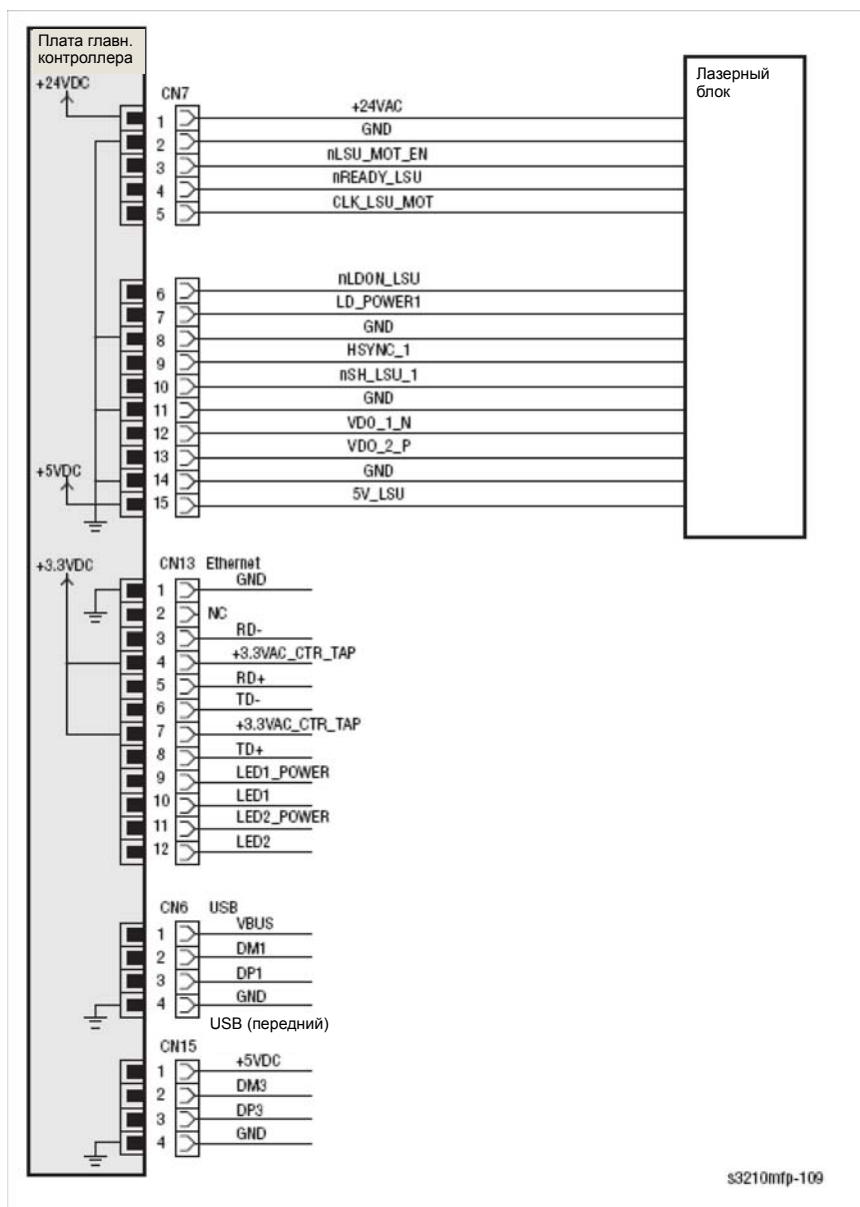 Плата главн.
контроллера
Лазерный
блок
+24VDC
CN7
1 +24VAC
2 GND
3 nLSU_MOT_EN
4 nREADY_LSU
5 CLK_LSU_MOT
6 nLDON_LSU
7 LD_POWER1
8 GND
9 HSYNC_1
10 nSH_LSU_1
11 GND
12 VDO_1_N
13 VDO_2_P
+5VDC
14 GND
15 5V_LSU
+3.3VDC
CN13 Ethernet
1 GND
2 NC
3 RD-
4 +3.3VAC_CTR_TAP
5 RD+
6 TD-
7 +3.3VAC_CTR_TAP
8 TD+
9 LED1_POWER
10 LED1
11 LED2_POWER
12 LED2
CN6 USB
1 VBUS
2 DM1
3 DP1
4 GND
USB (передний)
CN15
1 +5VDC
2 DM3
3 DP3
4 GND
s3210mfp-109